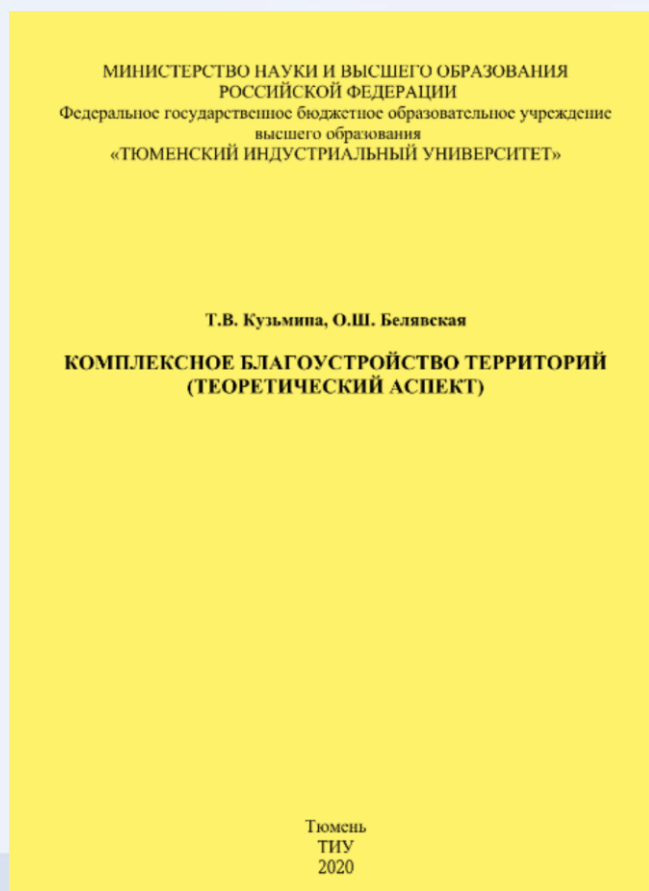 МИНИСТЕРСТВО НАУКИ И ВЫСШЕГО ОБРАЗОВАНИЯ
РОССИЙСКОЙ ФЕДЕРАЦИИ
Федеральное государственное бюджетное образовательное учреждение
высшего образования
«ТЮМЕНСКИЙ ИНДУСТРИАЛЬНЫЙ УНИВЕРСИТЕТ»
Т.В. Кузьмина, О.Ш. Белявская
КОМПЛЕКСНОЕ БЛАГОУСТРОЙСТВО ТЕРРИТОРИЙ
(ТЕОРЕТИЧЕСКИЙ АСПЕКТ)
Тюмень
ТИУ
2020